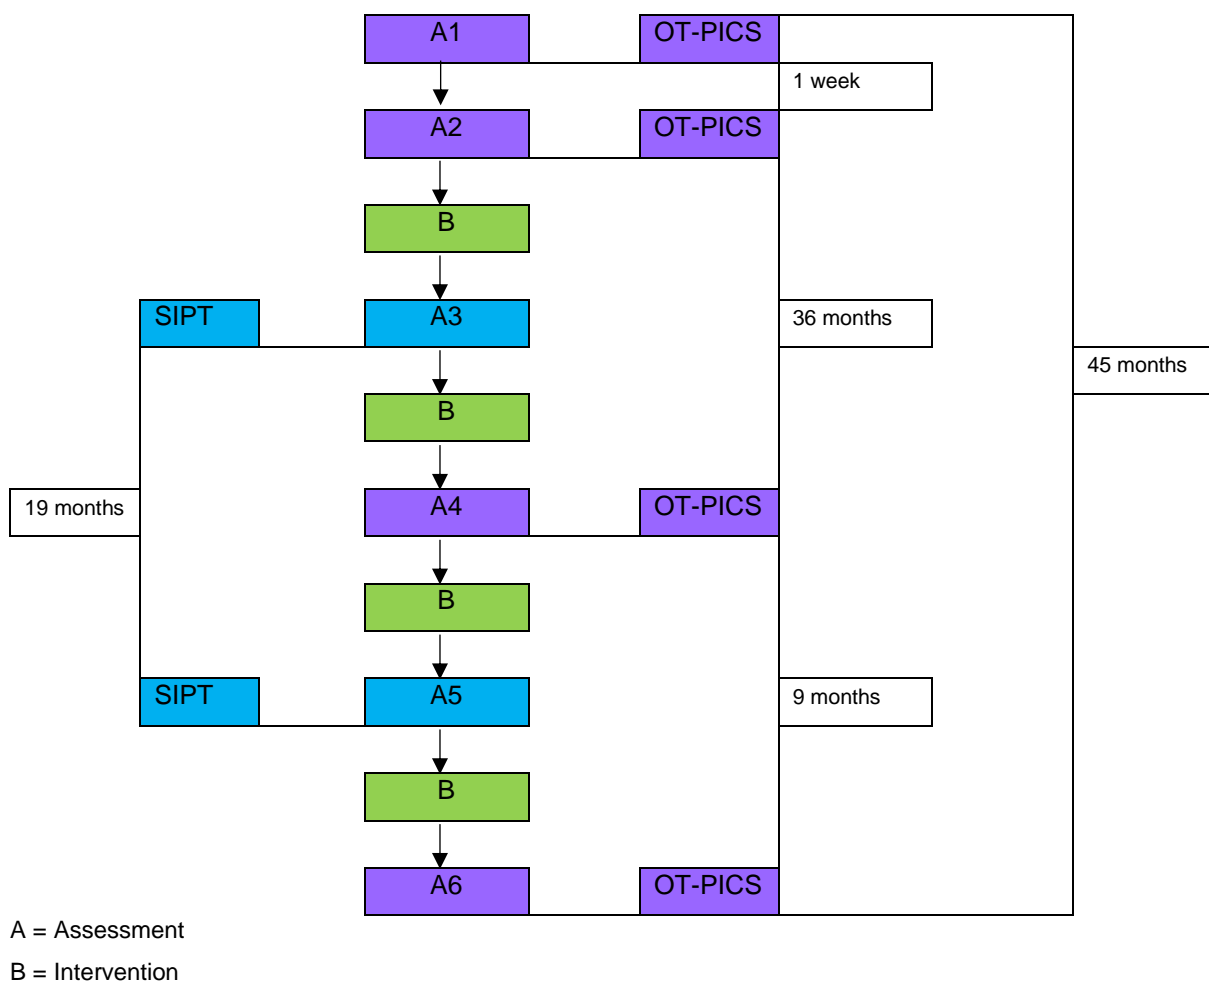 A1 OT-PICS
1 week
A2 OT-PICS
B
SIPT A3 36 months
45 months
B
19 months A4 OT-PICS
B
SIPT A5 9 months
B
A6 OT-PICS
A = Assessment
B = Intervention